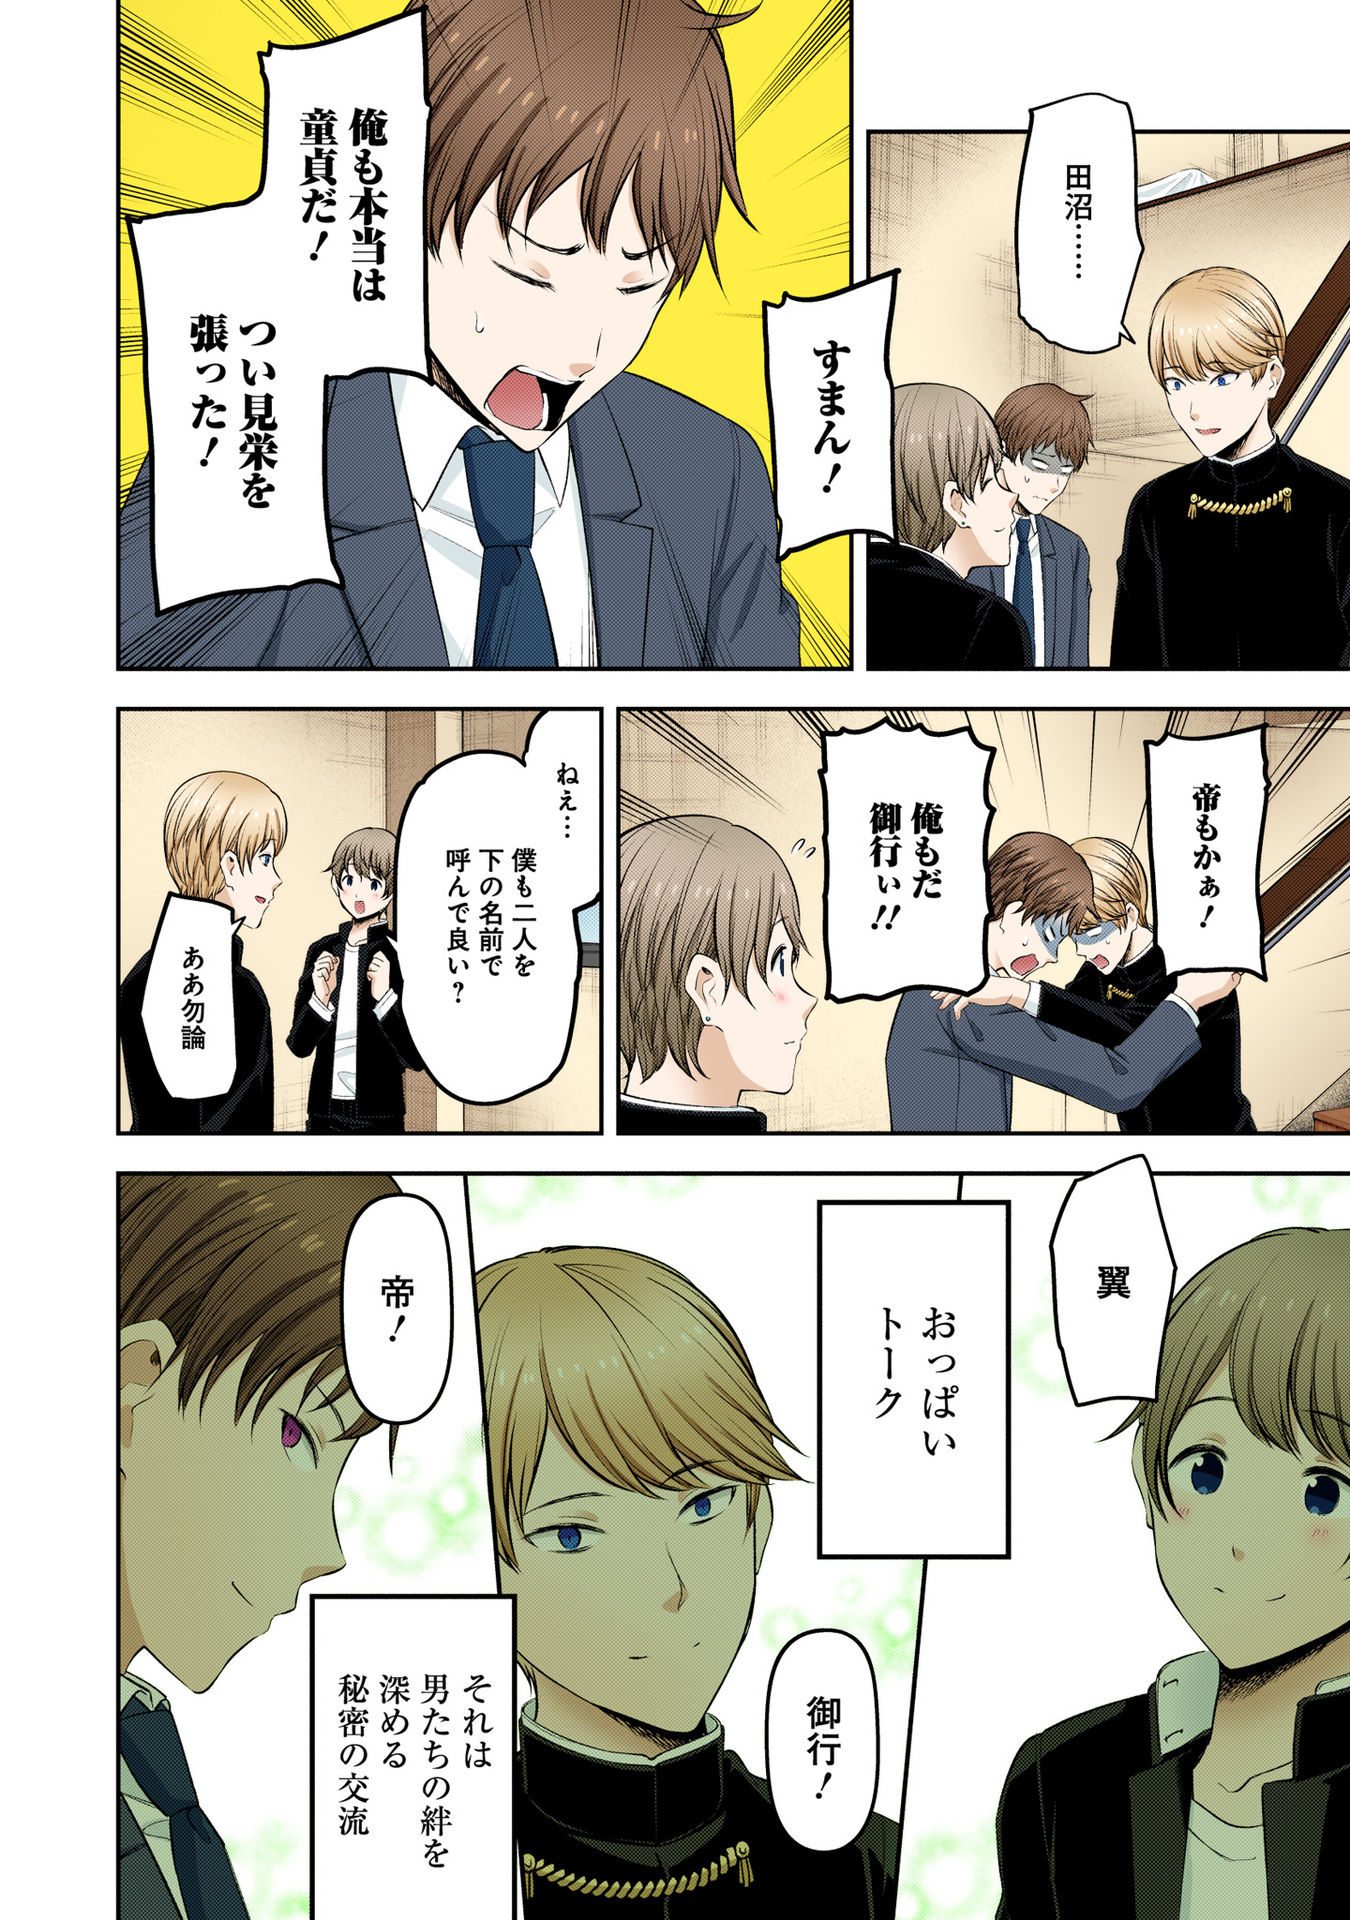 田沼……
すまん！
俺も本当は
童貞だ！
つい見栄を
張った！
帝もかぁ！
俺もだ
御行ぃ！！
ねぇ…
僕も二人を
下の名前で
呼んで良い？
ああ勿論
翼
おっぱい
トーク
御行！
帝！
それは
男たちの絆を
深める
秘密の交流